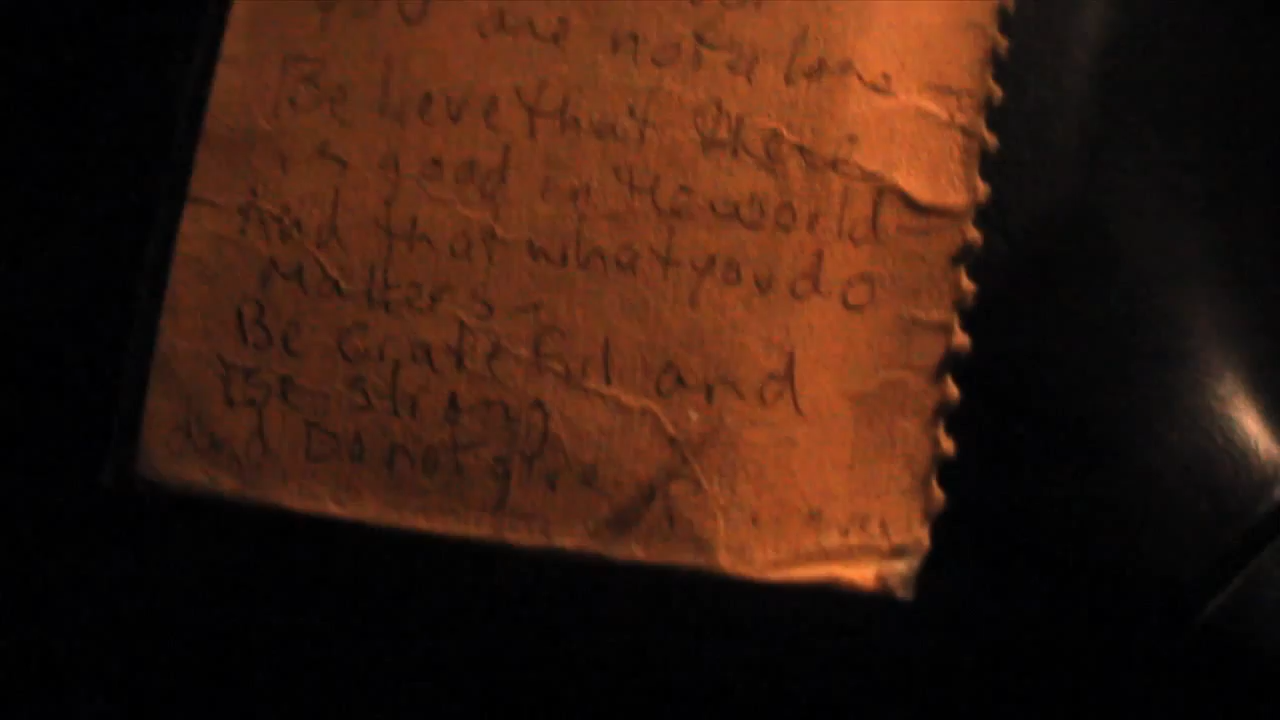 are not alone
Believe that there
is good in the world
And that what you do
Matters -
Be Grateful and
Be strong
And Do not give